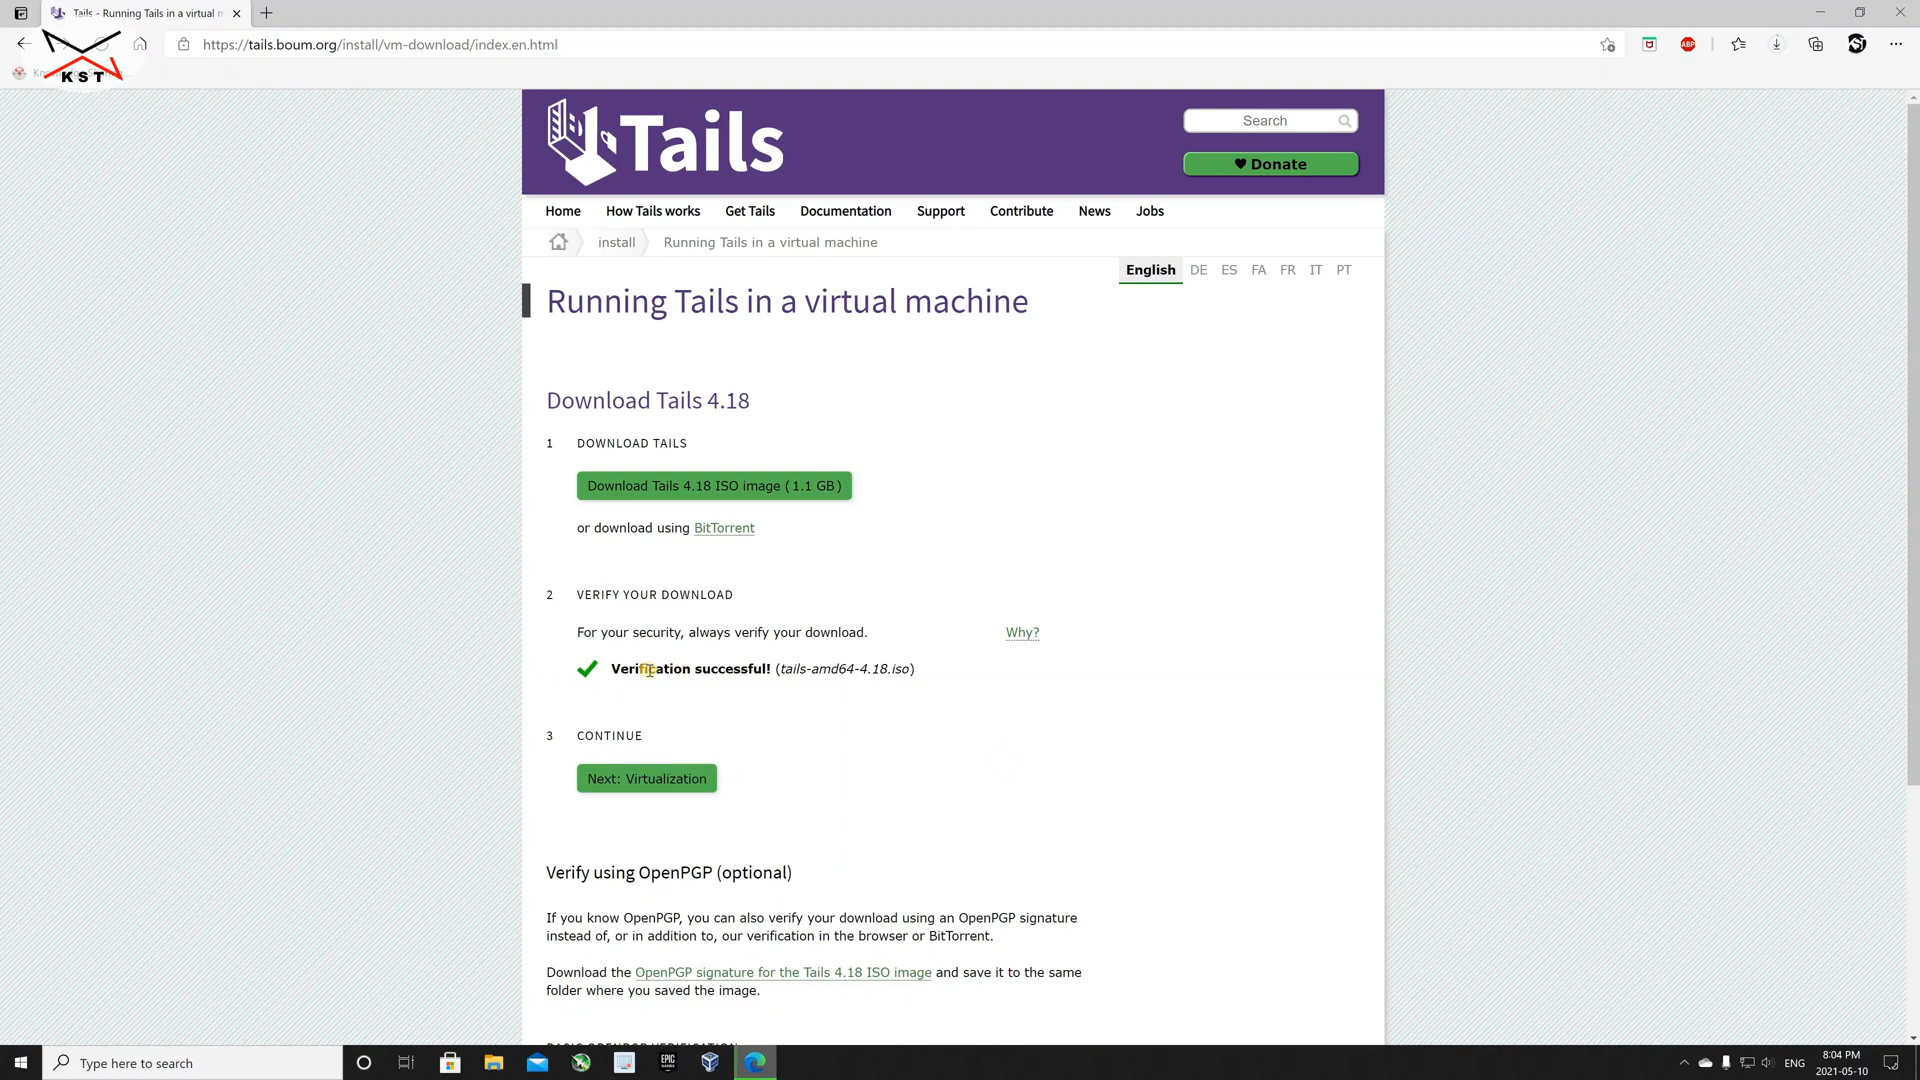 Tails - Running Tails in a virtual m
https://tails.boum.org/install/vm-download/index.en.html
ABP
KST
Tails
Search
♥ Donate
Home How Tails works Get Tails Documentation Support Contribute News Jobs
install Running Tails in a virtual machine
English DE ES FA FR IT PT
Running Tails in a virtual machine
Download Tails 4.18
1 DOWNLOAD TAILS
Download Tails 4.18 ISO image (1.1 GB)
or download using BitTorrent
2 VERIFY YOUR DOWNLOAD
For your security, always verify your download. Why?
Verification successful! (tails-amd64-4.18.iso)
3 CONTINUE
Next: Virtualization
Verify using OpenPGP (optional)
If you know OpenPGP, you can also verify your download using an OpenPGP signature
instead of, or in addition to, our verification in the browser or BitTorrent.
Download the OpenPGP signature for the Tails 4.18 ISO image and save it to the same
folder where you saved the image.
BASIC OPENPGP VERIFICATION
Type here to search
EPIC GAMES
ENG
8:04 PM
2021-05-10